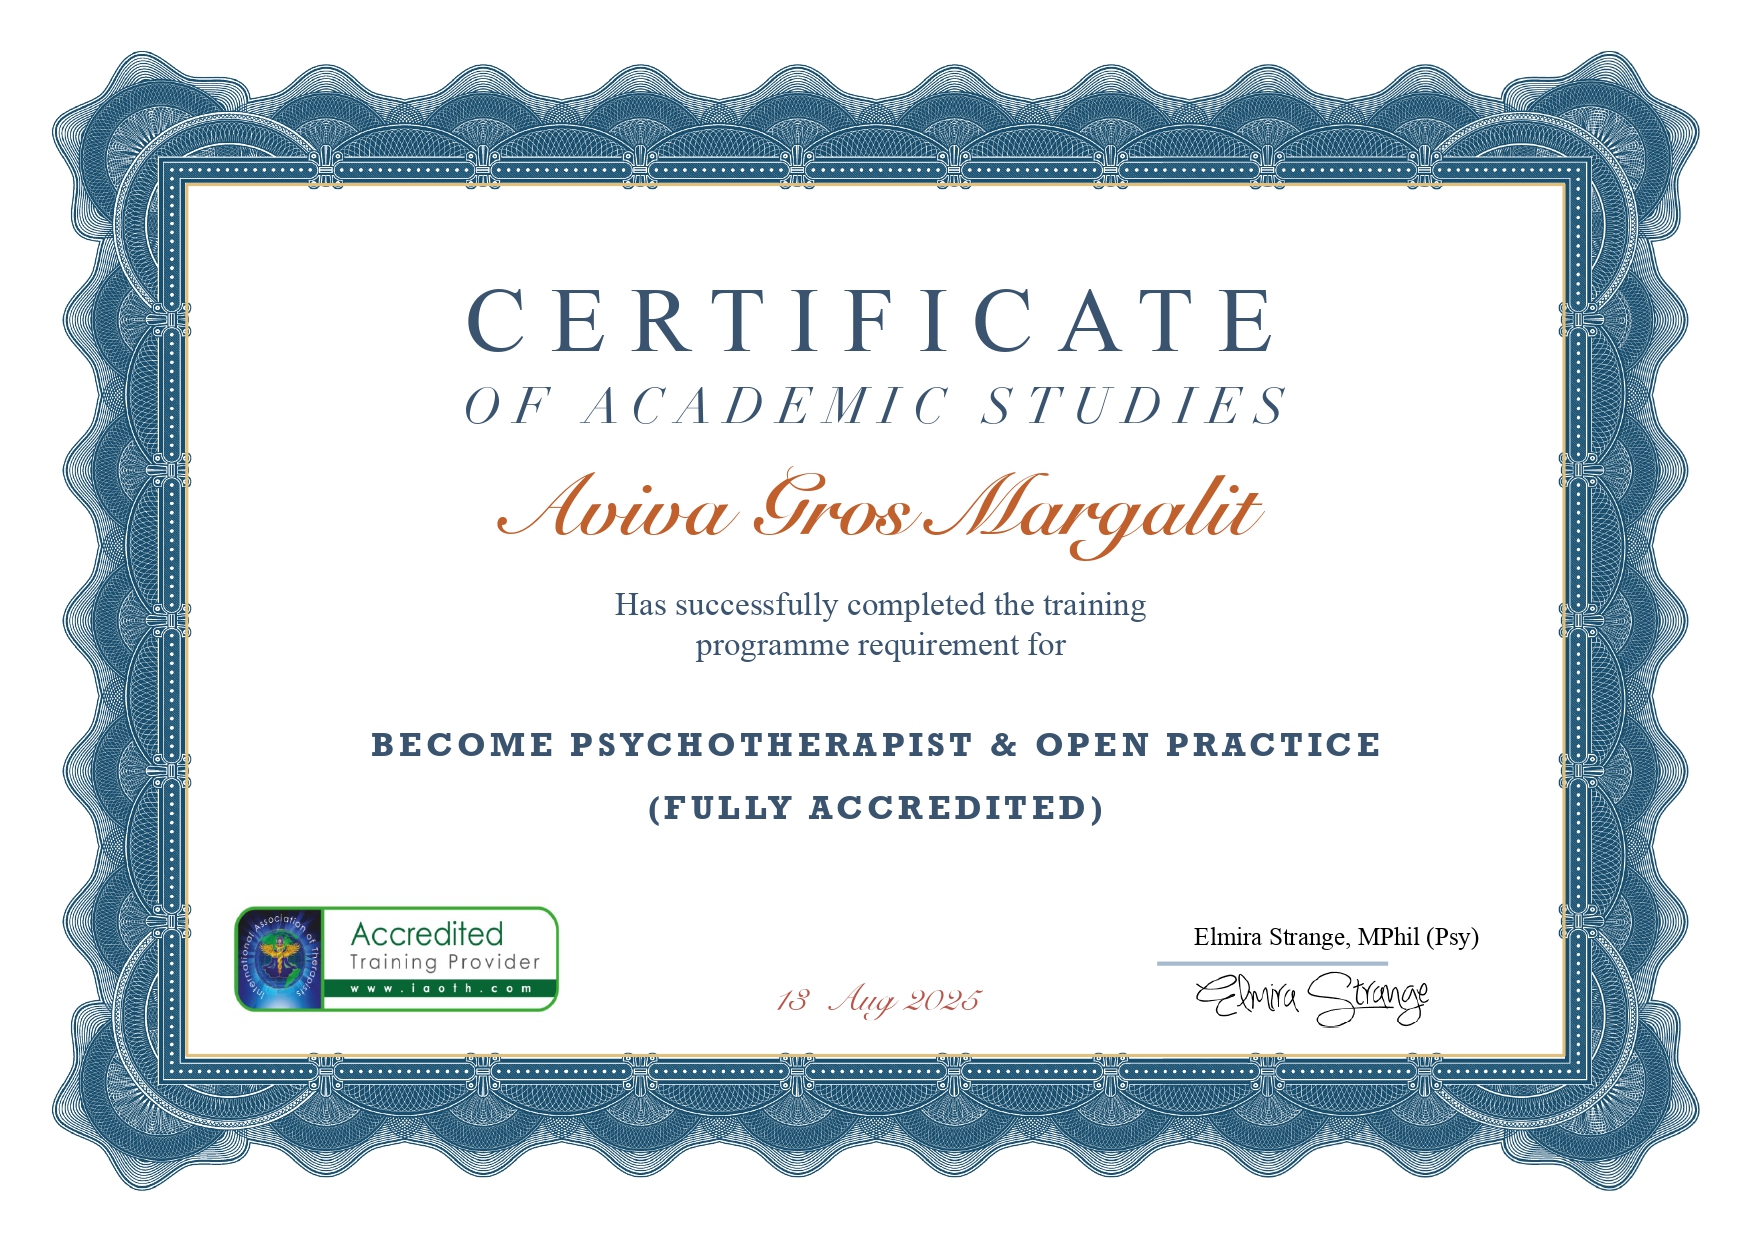 CERTIFICATE
OF ACADEMIC STUDIES
Aviva Gros Margalit
Has successfully completed the training
programme requirement for
BECOME PSYCHOTHERAPIST & OPEN PRACTICE
(FULLY ACCREDITED)
International Association of Therapists
Accredited
Training Provider
www.iaoth.com
13 Aug 2025
Elmira Strange, MPhil (Psy)
Elmira Strange